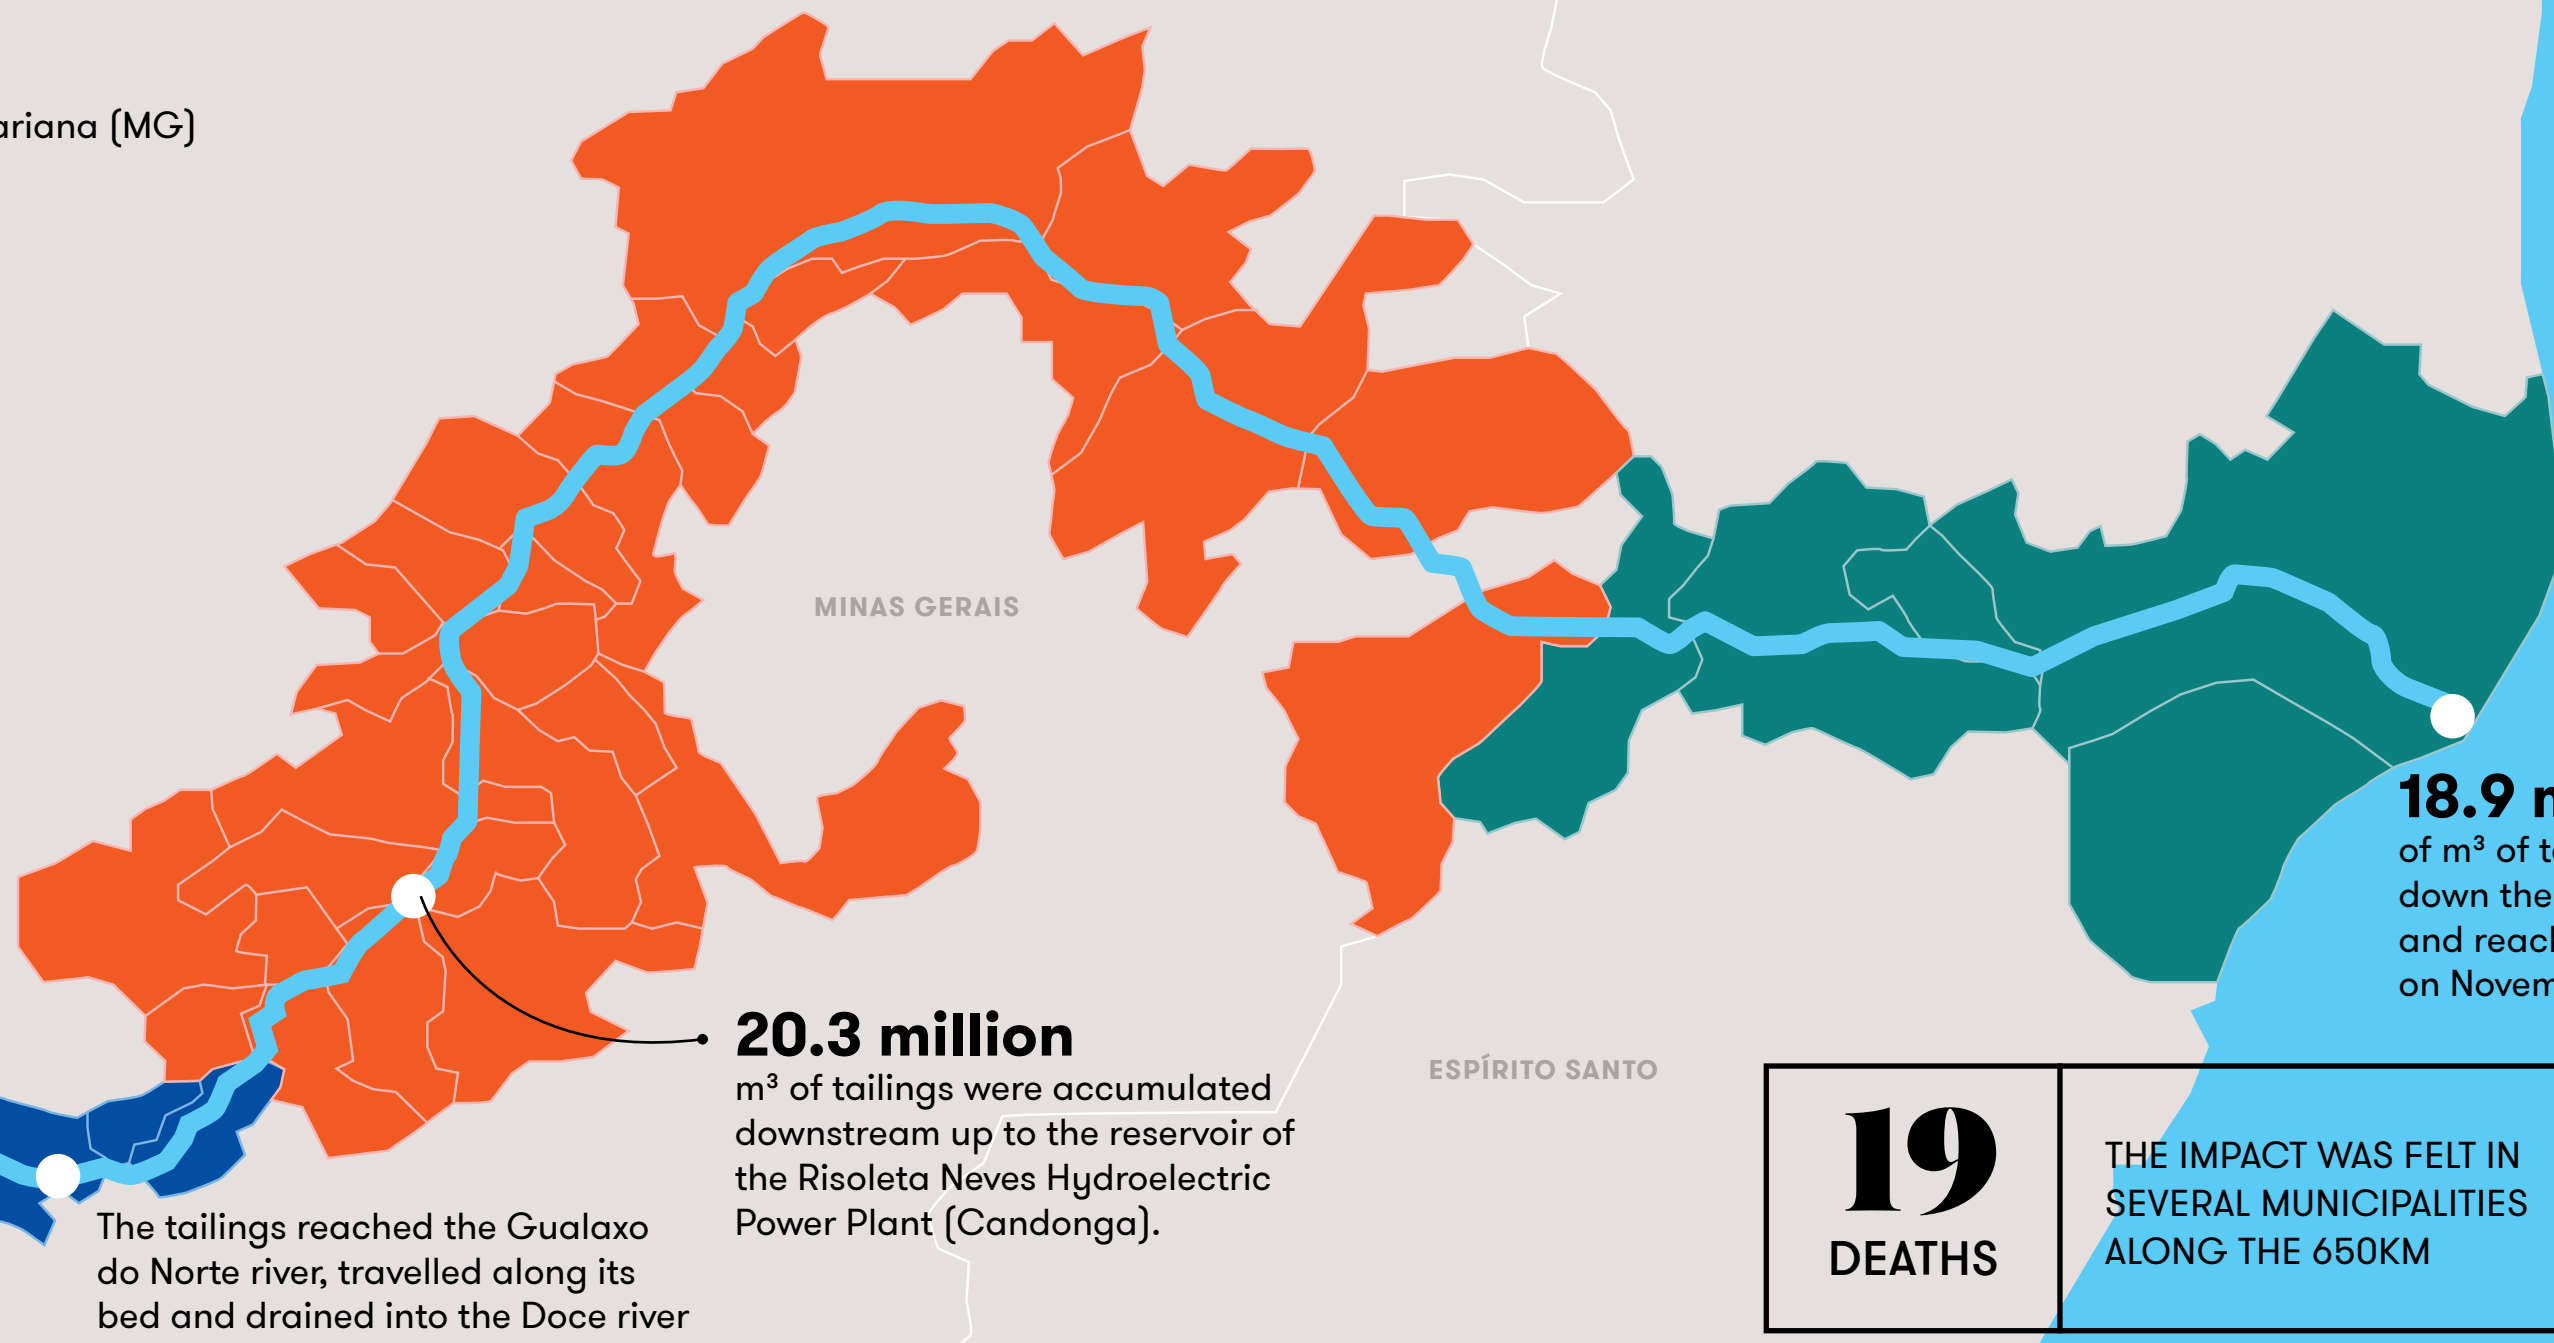 ariana (MG)
MINAS GERAIS
20.3 million
m³ of tailings were accumulated
downstream up to the reservoir of
the Risoleta Neves Hydroelectric
Power Plant (Candonga).
The tailings reached the Gualaxo
do Norte river, travelled along its
bed and drained into the Doce river
ESPÍRITO SANTO
18.9
of m³ of
down the
and
on
19
DEATHS
THE IMPACT WAS FELT IN
SEVERAL MUNICIPALITIES
ALONG THE 650KM